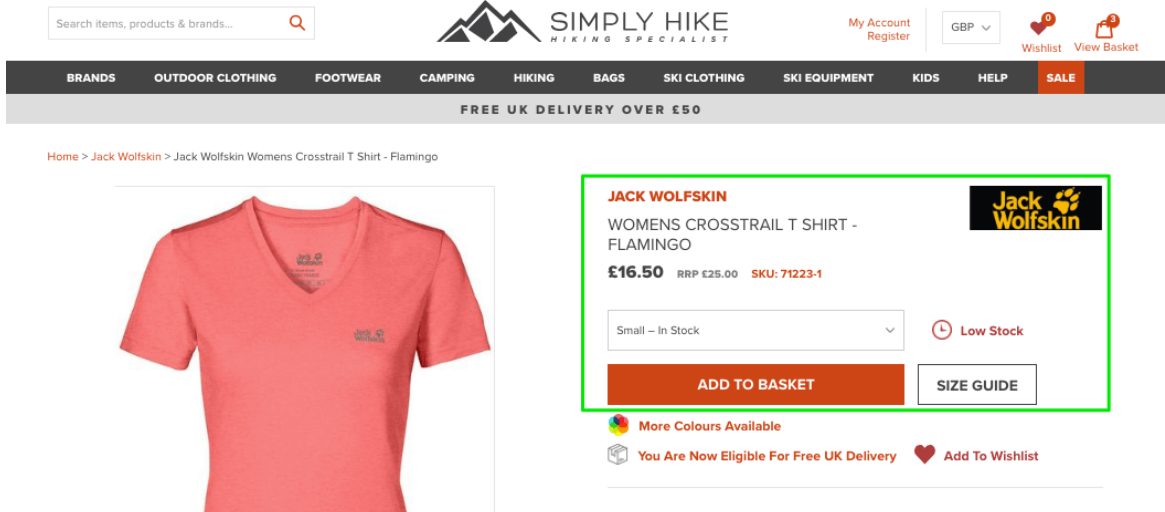 Search items, products & brands...
SIMPLY HIKE
HIKING SPECIALIST
My Account
Register
GBP
0
Wishlist
3
View Basket
BRANDS OUTDOOR CLOTHING FOOTWEAR CAMPING HIKING BAGS SKI CLOTHING SKI EQUIPMENT KIDS HELP SALE
FREE UK DELIVERY OVER £50
Home > Jack Wolfskin > Jack Wolfskin Womens Crosstrail T Shirt - Flamingo
Jack
Wolfskin
Jack
Wolfskin
JACK WOLFSKIN
Jack
Wolfskin
WOMENS CROSSTRAIL T SHIRT -
FLAMINGO
£16.50 RRP £25.00 SKU: 71223-1
Small – In Stock
Low Stock
ADD TO BASKET
SIZE GUIDE
More Colours Available
You Are Now Eligible For Free UK Delivery
Add To Wishlist